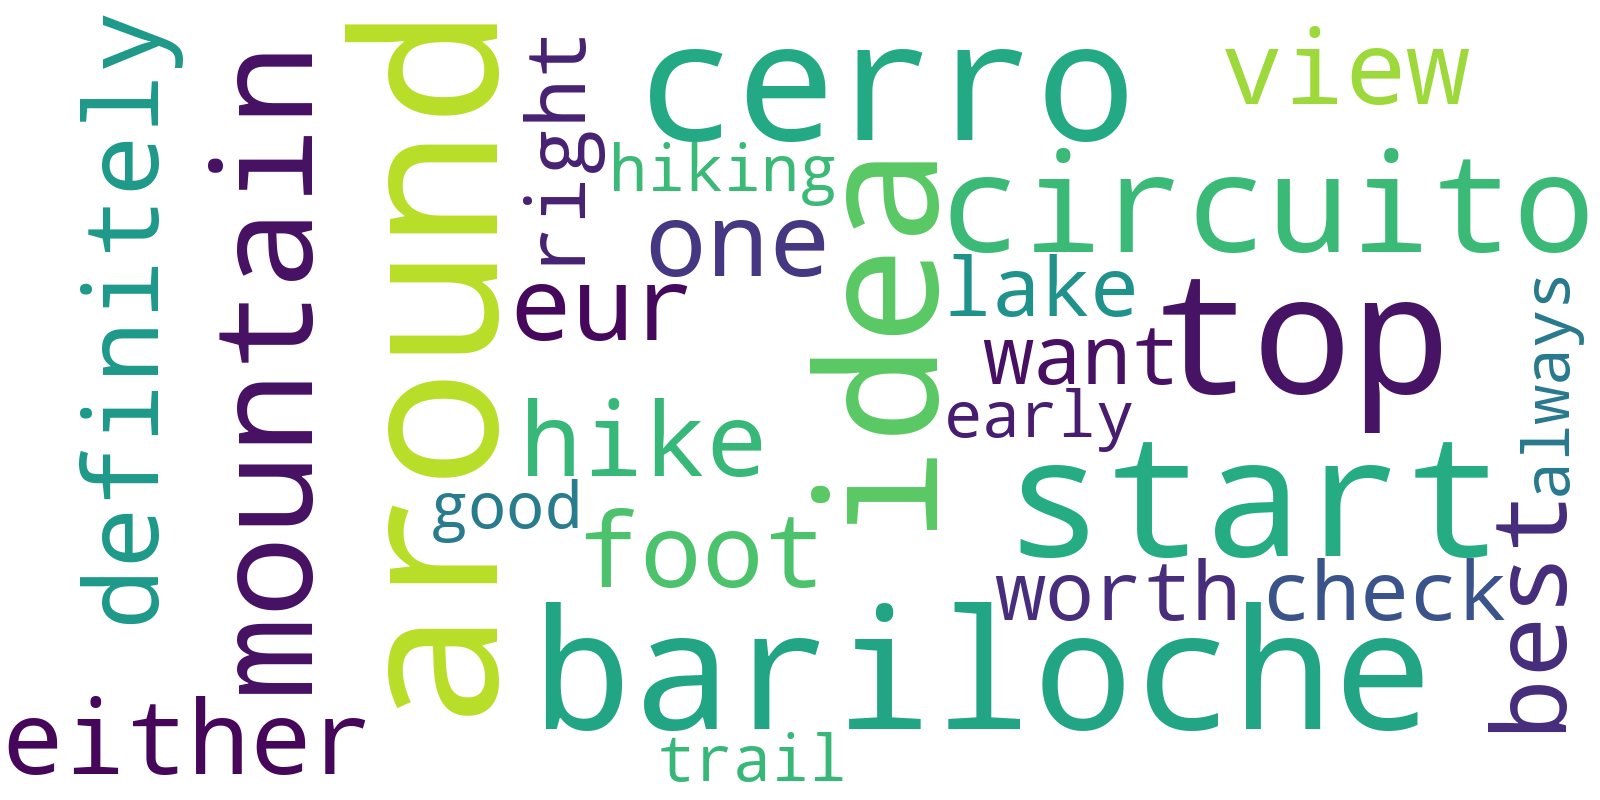 definitely
mountain
around
right
cerro
view
hiking
idea
circuito
one
lake
eur
top
want
always
early
hike
start
good
foot
best
worth
check
bariloche
either
trail